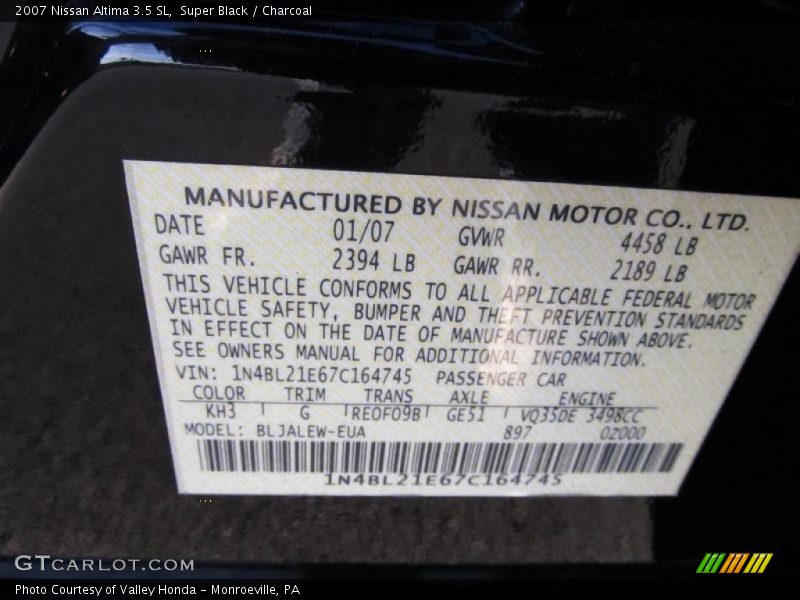 2007 Nissan Altima 3.5 SL, Super Black / Charcoal
MANUFACTURED BY NISSAN MOTOR CO., LTD.
DATE 01/07 GVWR 4458 LB
GAWR FR. 2394 LB GAWR RR. 2189 LB
THIS VEHICLE CONFORMS TO ALL APPLICABLE FEDERAL MOTOR
VEHICLE SAFETY, BUMPER AND THEFT PREVENTION STANDARDS
IN EFFECT ON THE DATE OF MANUFACTURE SHOWN ABOVE.
SEE OWNERS MANUAL FOR ADDITIONAL INFORMATION.
VIN: 1N4BL21E67C164745 PASSENGER CAR
COLOR TRIM TRANS AXLE ENGINE
KH3 G RE0F09B GE51 VQ35DE 3498CC
MODEL: BLJALEW-EUA 897 0Z000
1N4BL21E67C164745
GTCARLOT.COM
Photo Courtesy of Valley Honda - Monroeville, PA